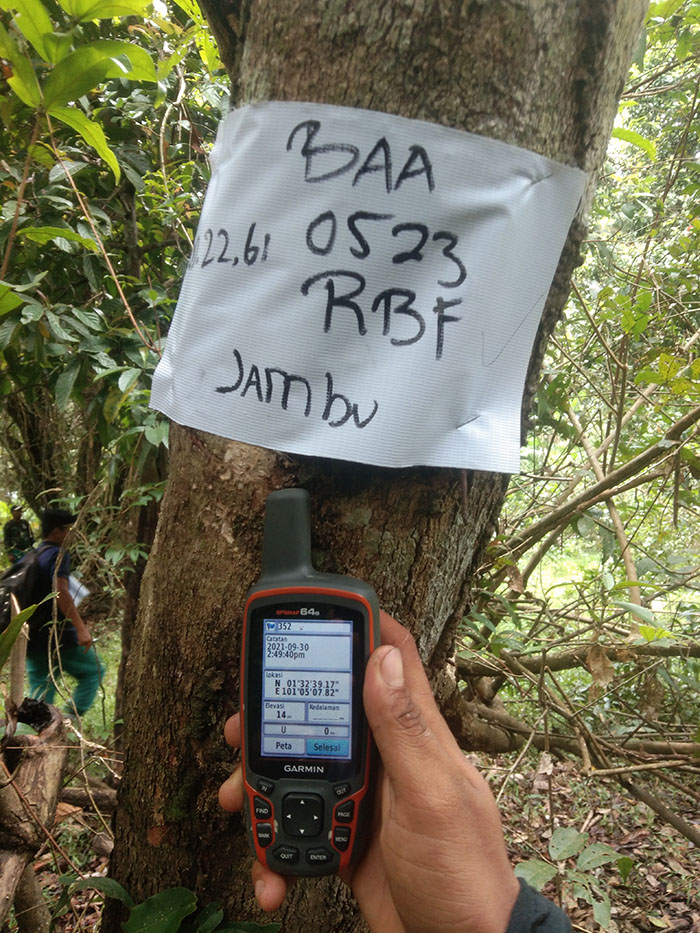 BAA
122,61 0523
RBF
JAMbU
GPSMAP 64s
352
Catatan
2021-09-30
2:49:40pm
Lokasi
N 01°32'39.17"
E 101°05'07.82"
Elevasi Kedalaman
14 m
U 0m
Peta Selesai
GARMIN
IN OUT
FIND PAGE
MARK MENU
QUIT ENTER